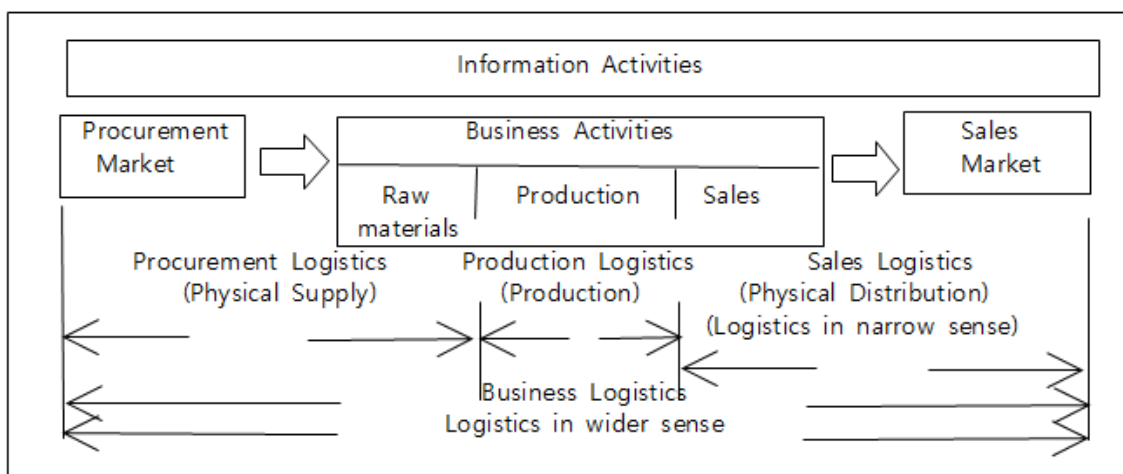 Information Activities
Procurement
Market
Business Activities
Sales
Market
Raw
materials
Production
Sales
Procurement Logistics
(Physical Supply)
Production Logistics
(Production)
Sales Logistics
(Physical Distribution)
(Logistics in narrow sense)
Business Logistics
Logistics in wider sense